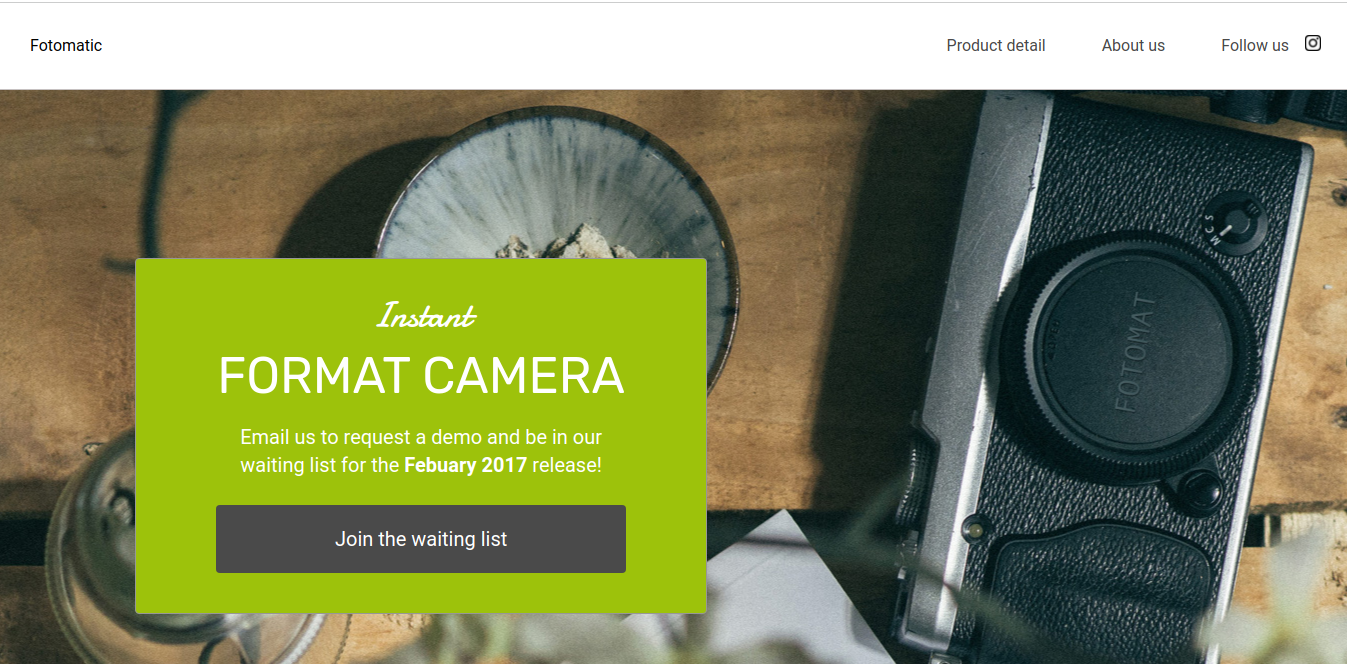 Fotomatic
Product detail
About us
Follow us
Instant
FORMAT CAMERA
Email us to request a demo and be in our
waiting list for the Febuary 2017 release!
Join the waiting list
M C S
FOTOMAT